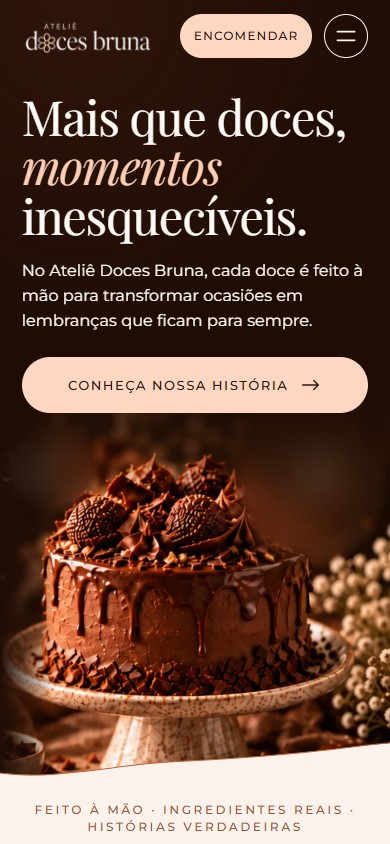 ATELIÊ
doces bruna
ENCOMENDAR
Mais que doces,
momentos
inesquecíveis.
No Ateliê Doces Bruna, cada doce é feito à
mão para transformar ocasiões em
lembranças que ficam para sempre.
CONHEÇA NOSSA HISTÓRIA →
FEITO À MÃO · INGREDIENTES REAIS ·
HISTÓRIAS VERDADEIRAS